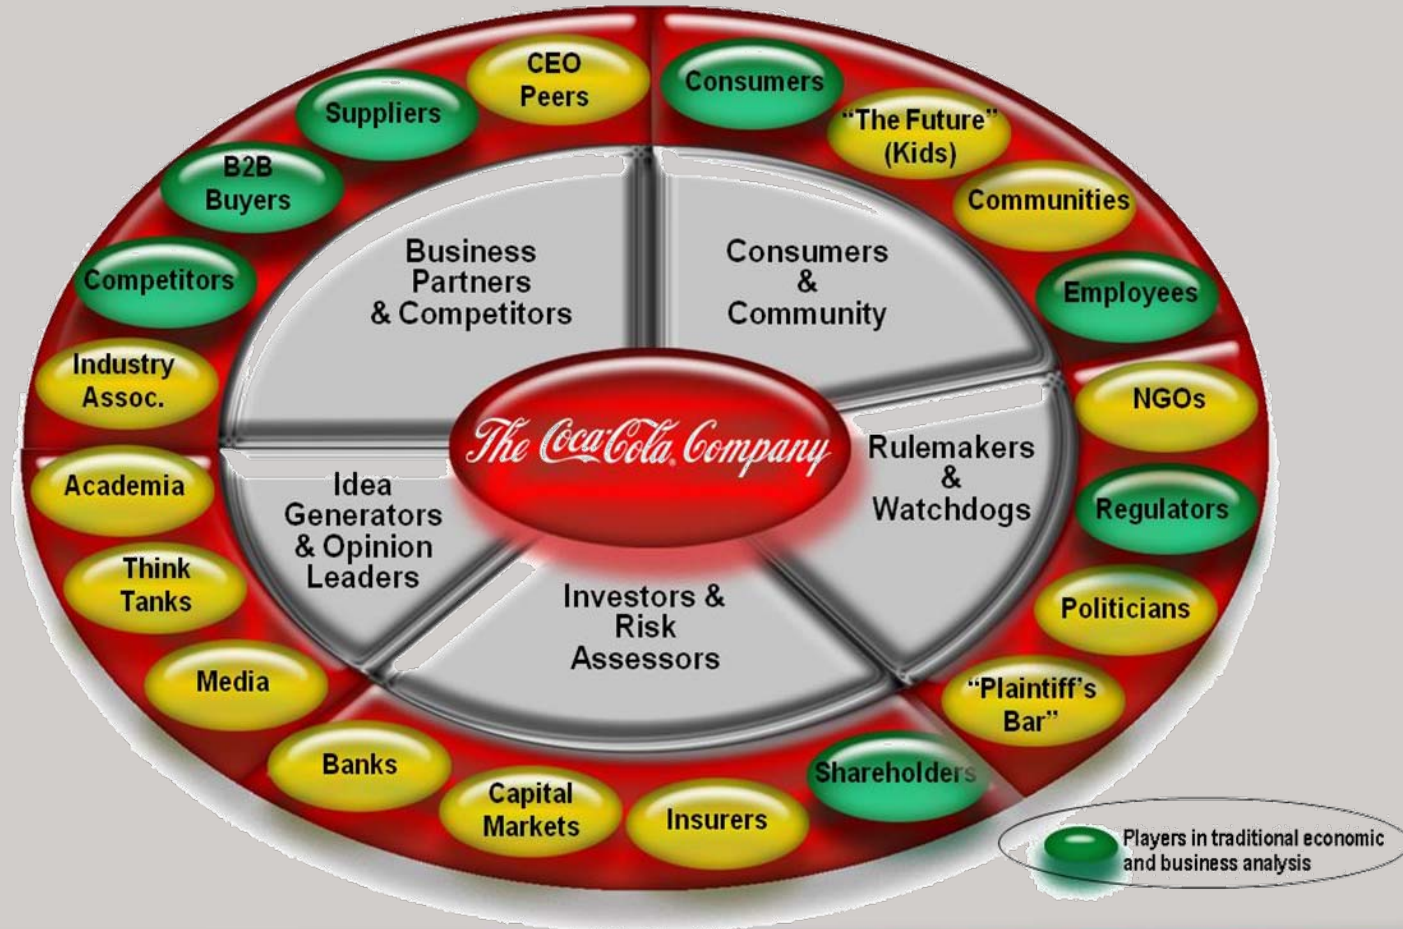 CEO
Peers
Suppliers
B2B
Buyers
Competitors
Industry
Assoc.
Consumers
“The Future”
(Kids)
Communities
Employees
Business
Partners
& Competitors
Consumers
&
Community
The Coca-Cola Company
Rulemakers
&
Watchdogs
NGOs
Regulators
Politicians
“Plaintiff’s
Bar”
Idea
Generators
& Opinion
Leaders
Academia
Think
Tanks
Media
Investors &
Risk
Assessors
Banks
Capital
Markets
Insurers
Shareholders
Players in traditional economic
and business analysis